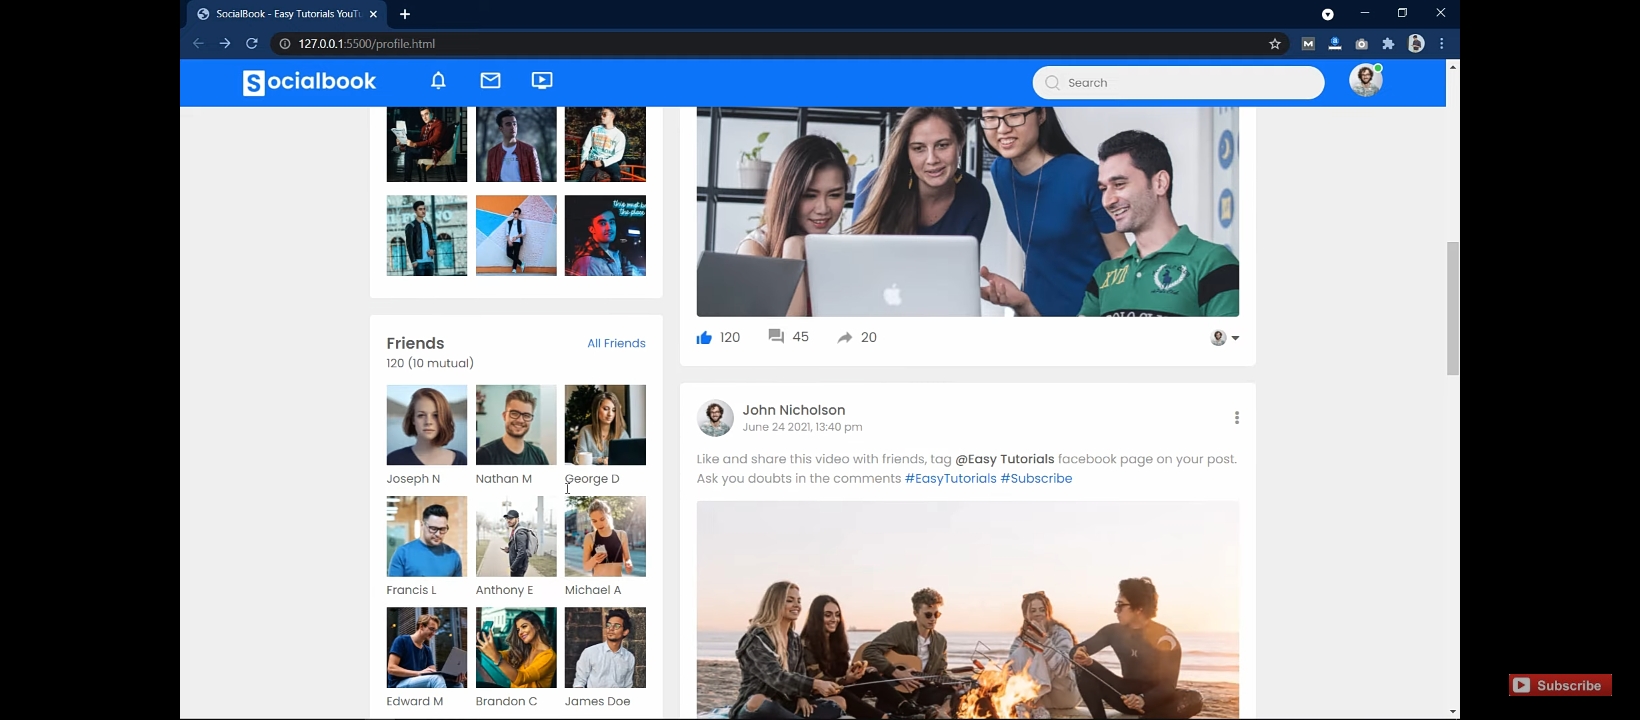 SocialBook - Easy Tutorials YouTu
127.0.0.1:5500/profile.html
Socialbook
Search
this must be
the place
XVII
120
45
20
Friends
All Friends
120 (10 mutual)
Joseph N
Nathan M
George D
Francis L
Anthony E
Michael A
Edward M
Brandon C
James Doe
John Nicholson
June 24 2021, 13:40 pm
Like and share this video with friends, tag @Easy Tutorials facebook page on your post.
Ask you doubts in the comments #EasyTutorials #Subscribe
Subscribe